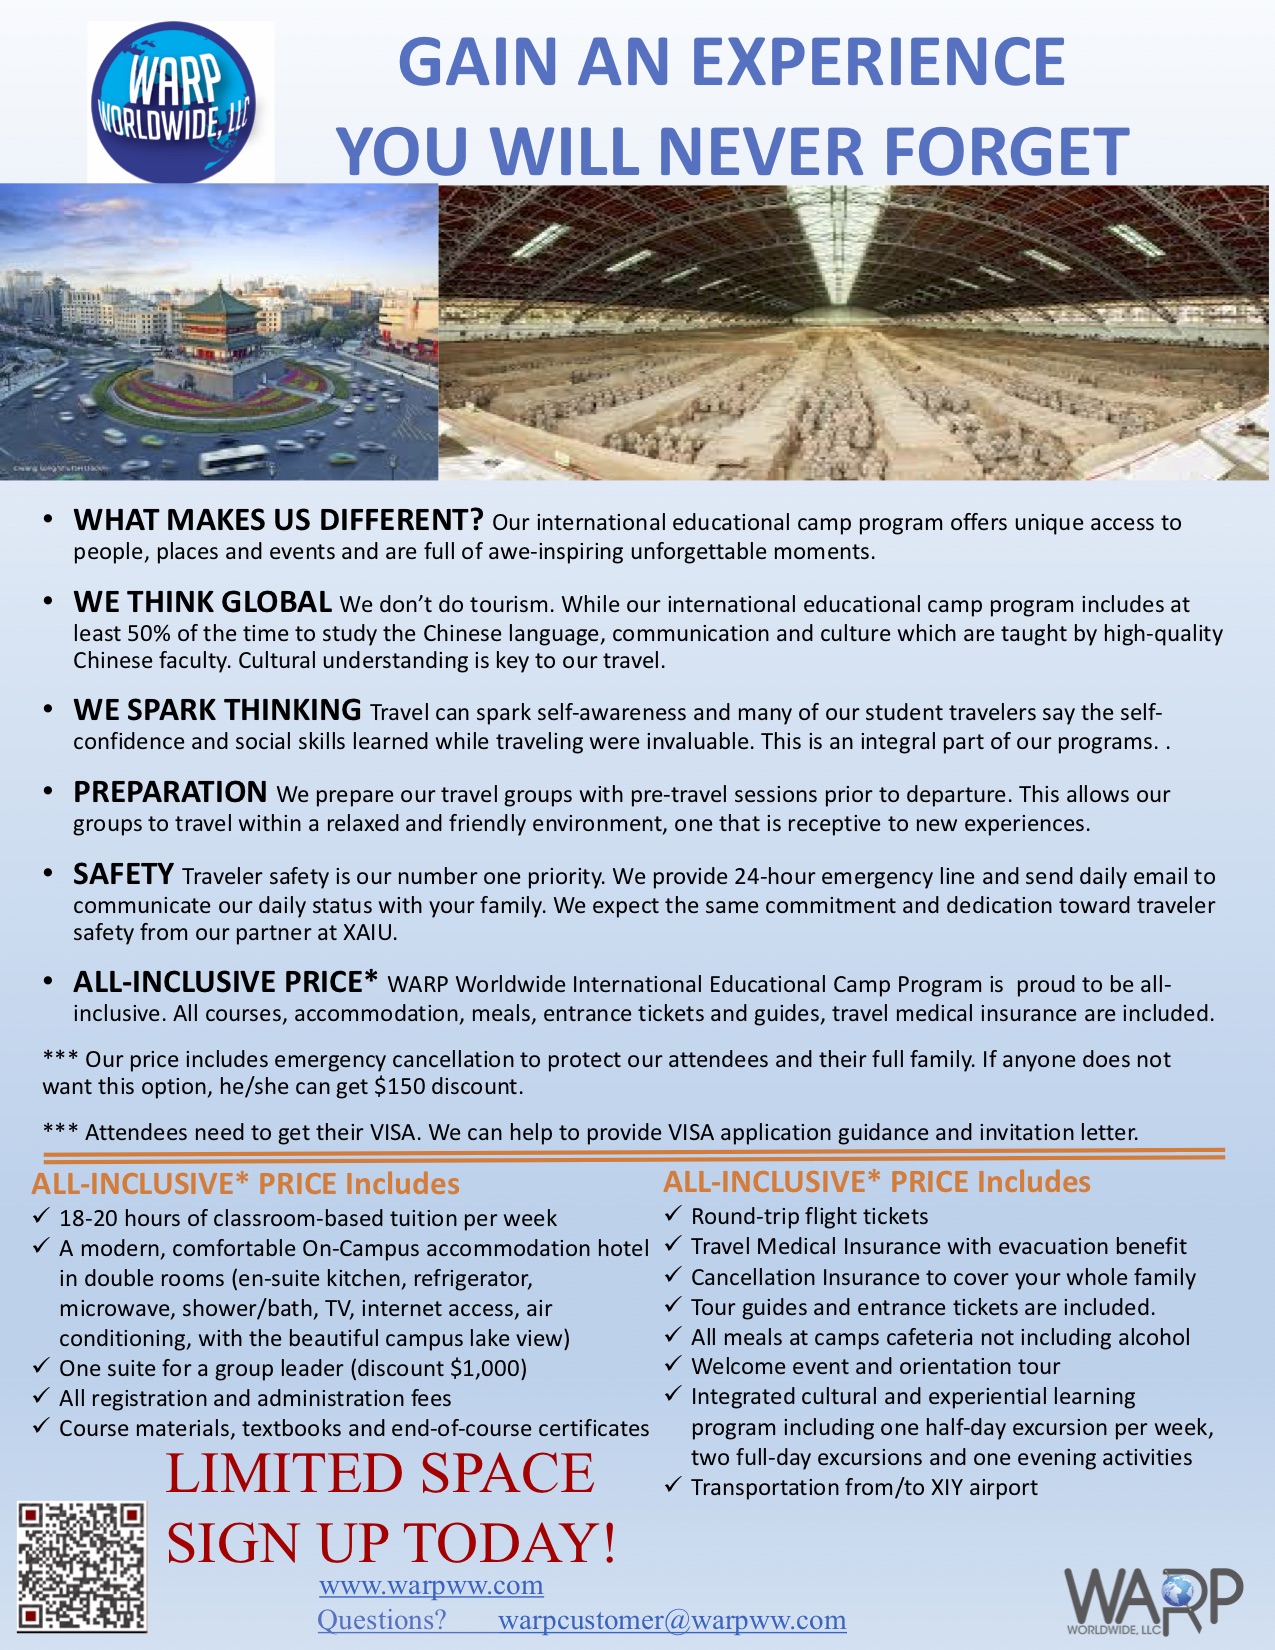 WARP
WORLDWIDE, LLC
GAIN AN EXPERIENCE
YOU WILL NEVER FORGET
• WHAT MAKES US DIFFERENT? Our international educational camp program offers unique access to
people, places and events and are full of awe-inspiring unforgettable moments.
• WE THINK GLOBAL We don’t do tourism. While our international educational camp program includes at
least 50% of the time to study the Chinese language, communication and culture which are taught by high-quality
Chinese faculty. Cultural understanding is key to our travel.
• WE SPARK THINKING Travel can spark self-awareness and many of our student travelers say the self-
confidence and social skills learned while traveling were invaluable. This is an integral part of our programs. .
• PREPARATION We prepare our travel groups with pre-travel sessions prior to departure. This allows our
groups to travel within a relaxed and friendly environment, one that is receptive to new experiences.
• SAFETY Traveler safety is our number one priority. We provide 24-hour emergency line and send daily email to
communicate our daily status with your family. We expect the same commitment and dedication toward traveler
safety from our partner at XAIU.
• ALL-INCLUSIVE PRICE* WARP Worldwide International Educational Camp Program is proud to be all-
inclusive. All courses, accommodation, meals, entrance tickets and guides, travel medical insurance are included.
*** Our price includes emergency cancellation to protect our attendees and their full family. If anyone does not
want this option, he/she can get $150 discount.
*** Attendees need to get their VISA. We can help to provide VISA application guidance and invitation letter.
ALL-INCLUSIVE* PRICE Includes
✓ 18-20 hours of classroom-based tuition per week
✓ A modern, comfortable On-Campus accommodation hotel
in double rooms (en-suite kitchen, refrigerator,
microwave, shower/bath, TV, internet access, air
conditioning, with the beautiful campus lake view)
✓ One suite for a group leader (discount $1,000)
✓ All registration and administration fees
✓ Course materials, textbooks and end-of-course certificates
ALL-INCLUSIVE* PRICE Includes
✓ Round-trip flight tickets
✓ Travel Medical Insurance with evacuation benefit
✓ Cancellation Insurance to cover your whole family
✓ Tour guides and entrance tickets are included.
✓ All meals at camps cafeteria not including alcohol
✓ Welcome event and orientation tour
✓ Integrated cultural and experiential learning
program including one half-day excursion per week,
two full-day excursions and one evening activities
✓ Transportation from/to XIY airport
LIMITED SPACE
SIGN UP TODAY!
www.warpww.com
Questions? warpcustomer@warpww.com
WARP
WORLDWIDE, LLC